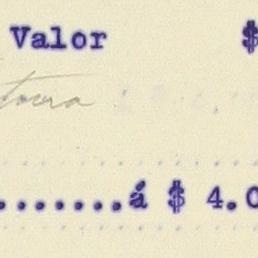 Valor $
.......á $ 4.0